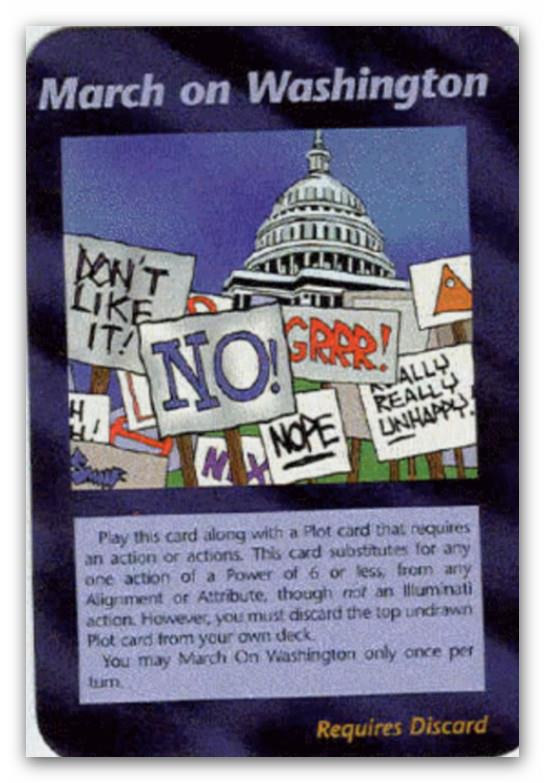 March on Washington
DON'T
LIKE
IT!
NO!
GRRR!
REALLY
REALLY
UNHAPPY!
NOPE
NIX
Play this card along with a Plot card that requires
an action or actions. This card substitutes for any
one action of a Power of 6 or less, from any
Alignment or Attribute, though not an Illuminati
action. However, you must discard the top undrawn
Plot card from your own deck.
You may March On Washington only once per
turn.
Requires Discard